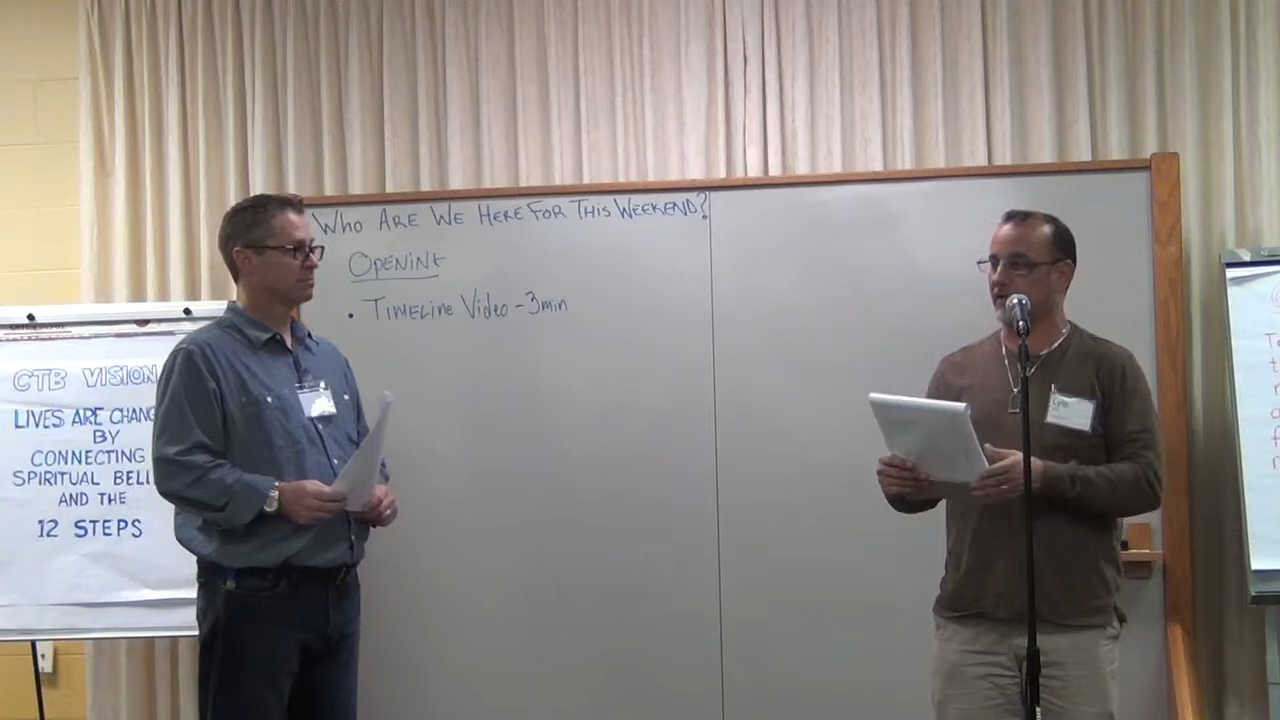 Who Are We Here For This Weekend?
Opening
• Timeline Video - 3min
CTB VISION
LIVES ARE CHANG
BY
CONNECTING
SPIRITUAL BELI
AND THE
12 STEPS
Lyle